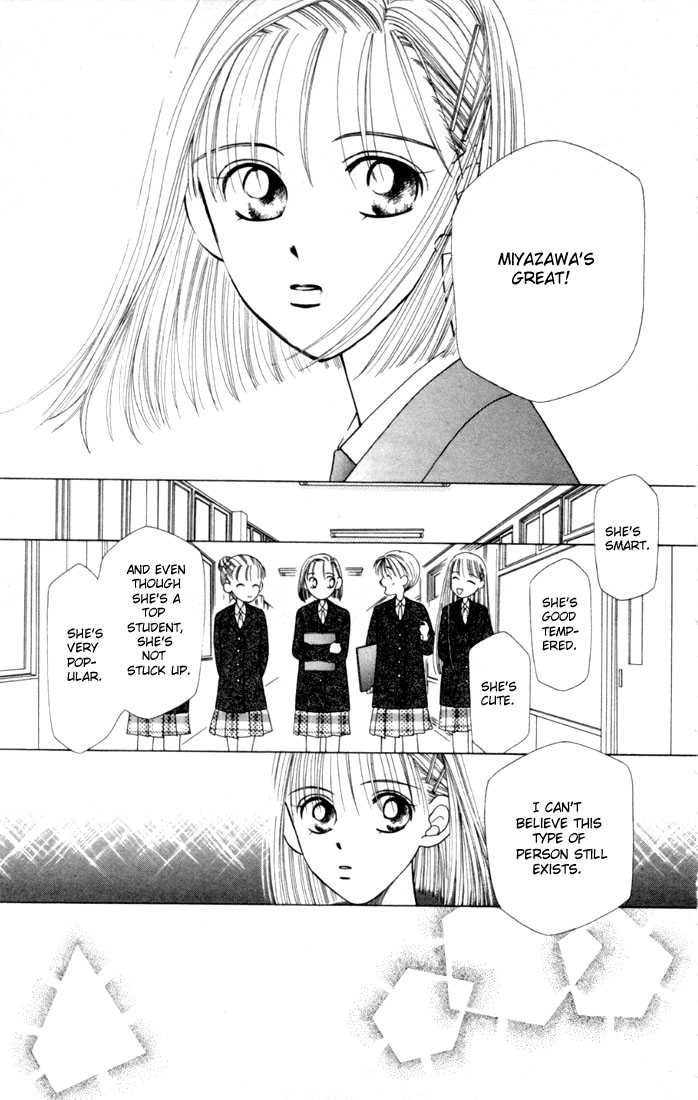 MIYAZAWA'S
GREAT!
SHE'S
SMART.
SHE'S
GOOD
TEMP-
ERED.
SHE'S
CUTE.
AND EVEN
THOUGH
SHE'S A
TOP
STUDENT,
SHE'S
NOT
STUCK UP.
SHE'S
VERY
POP-
ULAR.
I CAN'T
BELIEVE THIS
TYPE OF
PERSON STILL
EXISTS.